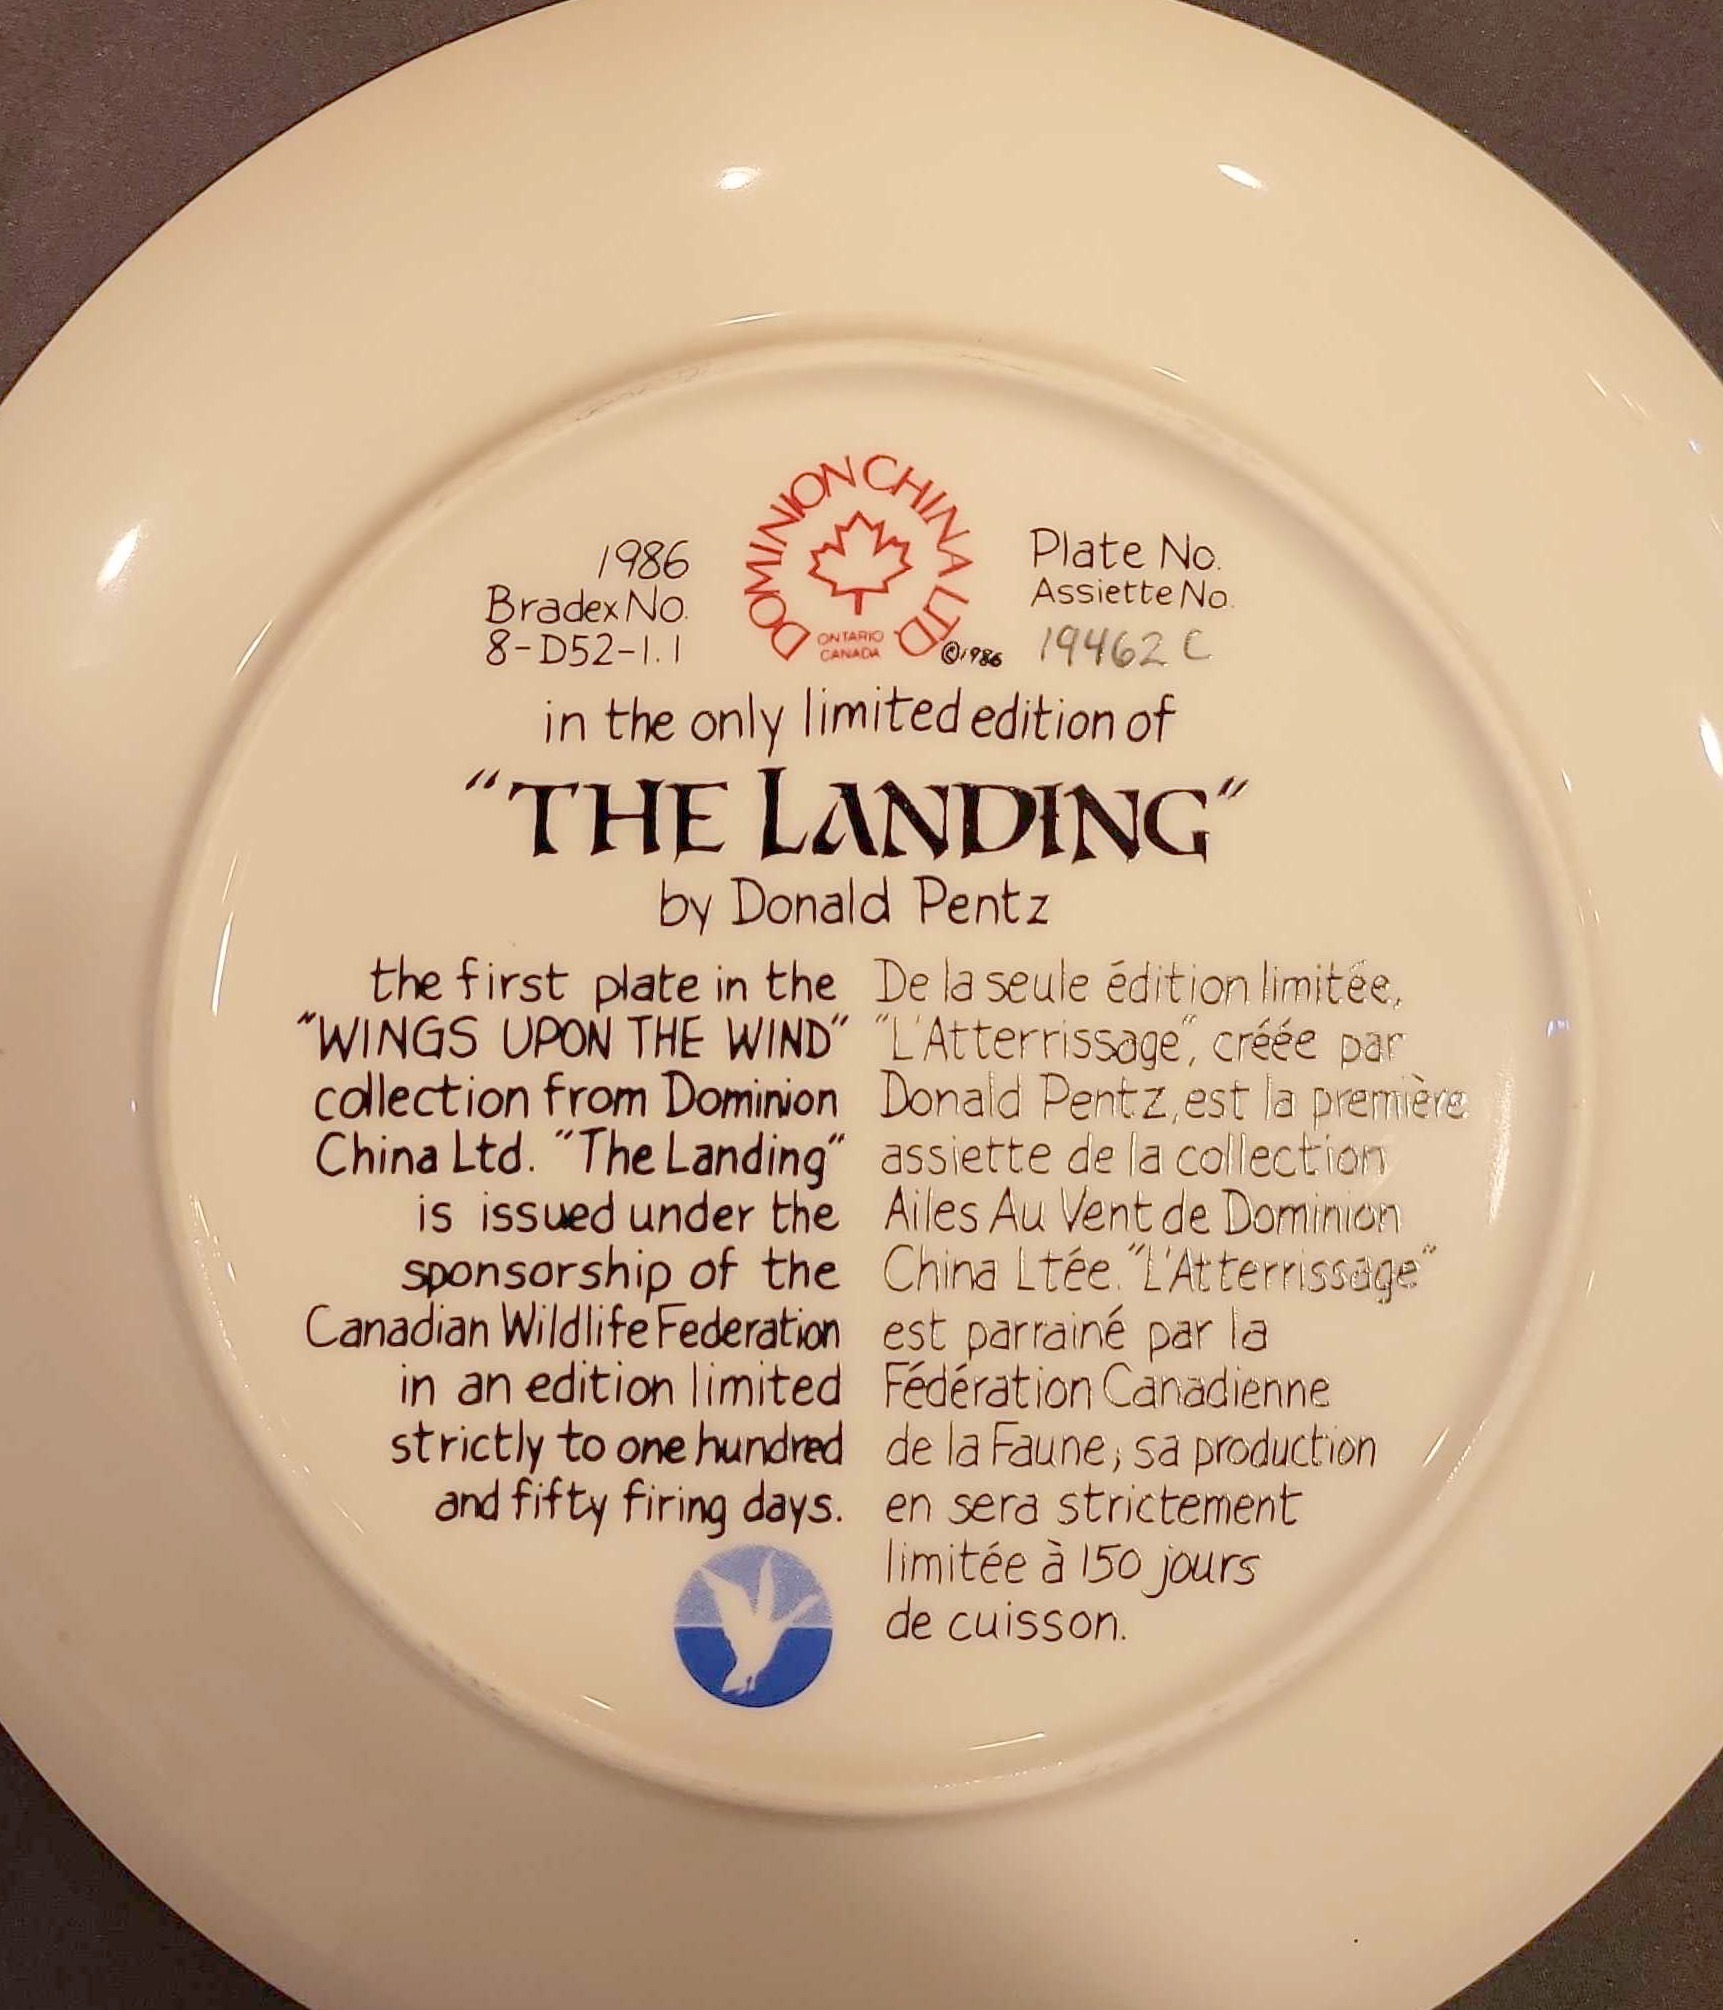 DOMINION CHINA LTD.
ONTARIO
CANADA
©1986
1986
Bradex No.
8-D52-1.1
Plate No.
Assiette No.
19462 C
in the only limited edition of
"THE LANDING"
by Donald Pentz
the first plate in the
"WINGS UPON THE WIND"
collection from Dominion
China Ltd. "The Landing"
is issued under the
sponsorship of the
Canadian Wildlife Federation
in an edition limited
strictly to one hundred
and fifty firing days.
De la seule édition limitée,
"L'Atterrissage", créée par
Donald Pentz, est la première
assiette de la collection
Ailes Au Vent de Dominion
China Ltée. "L'Atterrissage"
est parrainé par la
Fédération Canadienne
de la Faune; sa production
en sera strictement
limitée à 150 jours
de cuisson.